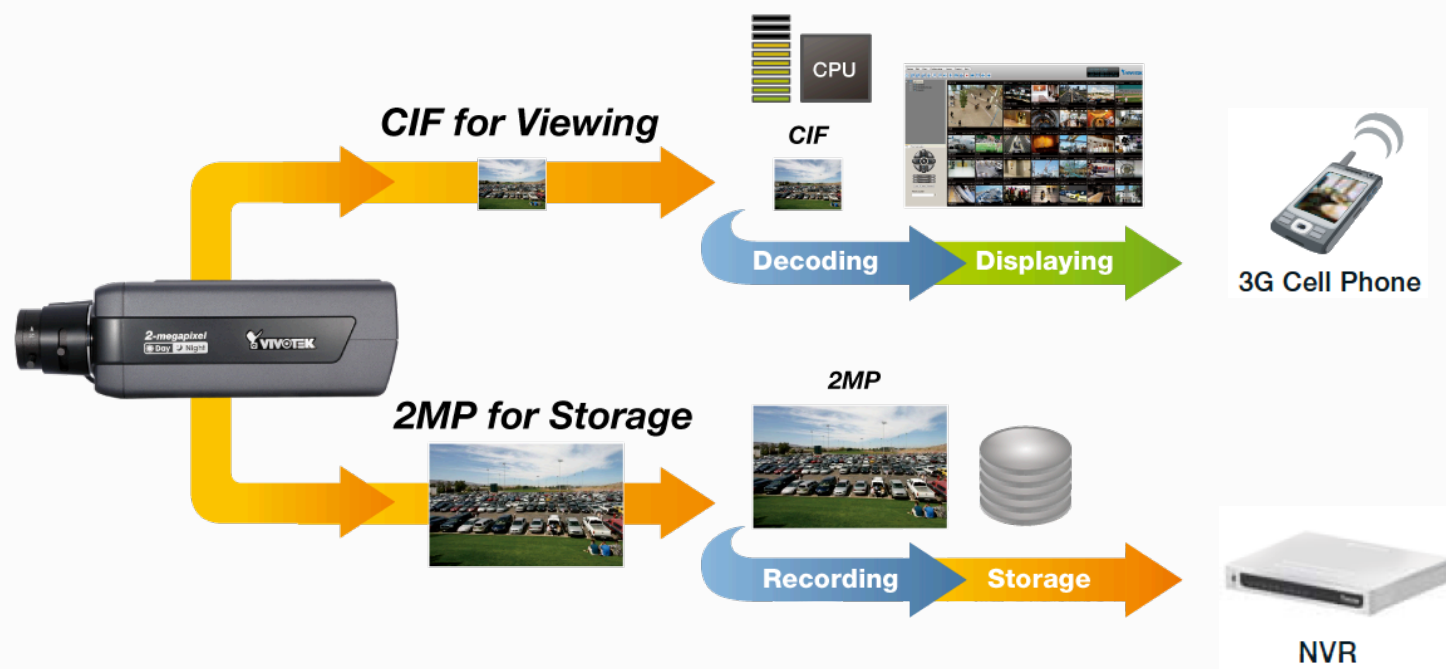 CPU
CIF for Viewing
CIF
Decoding
Displaying
3G Cell Phone
2-megapixel
Day Night
VIVOTEK
2MP for Storage
2MP
Recording
Storage
NVR